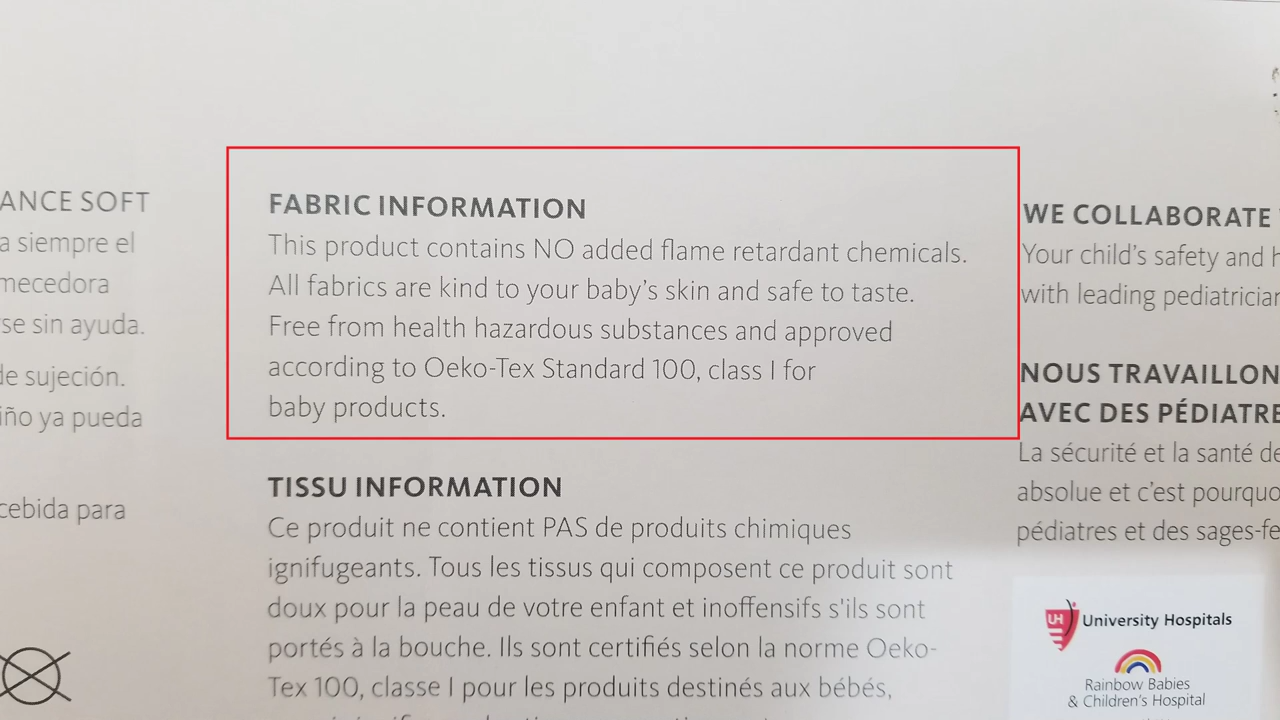 ANCE SOFT
a siempre el
mecedora
se sin ayuda.
de sujeción.
iño ya pueda
cebida para
FABRIC INFORMATION
This product contains NO added flame retardant chemicals.
All fabrics are kind to your baby's skin and safe to taste.
Free from health hazardous substances and approved
according to Oeko-Tex Standard 100, class I for
baby products.
TISSU INFORMATION
Ce produit ne contient PAS de produits chimiques
ignifugeants. Tous les tissus qui composent ce produit sont
doux pour la peau de votre enfant et inoffensifs s'ils sont
portés à la bouche. Ils sont certifiés selon la norme Oeko-
Tex 100, classe I pour les produits destinés aux bébés,
WE COLLABORATE
Your child's safety and h
with leading pediatrician
NOUS TRAVAILLON
AVEC DES PÉDIATRE
La sécurité et la santé de
absolue et c'est pourquo
pédiatres et des sages-fe
UH University Hospitals
Rainbow Babies
& Children's Hospital